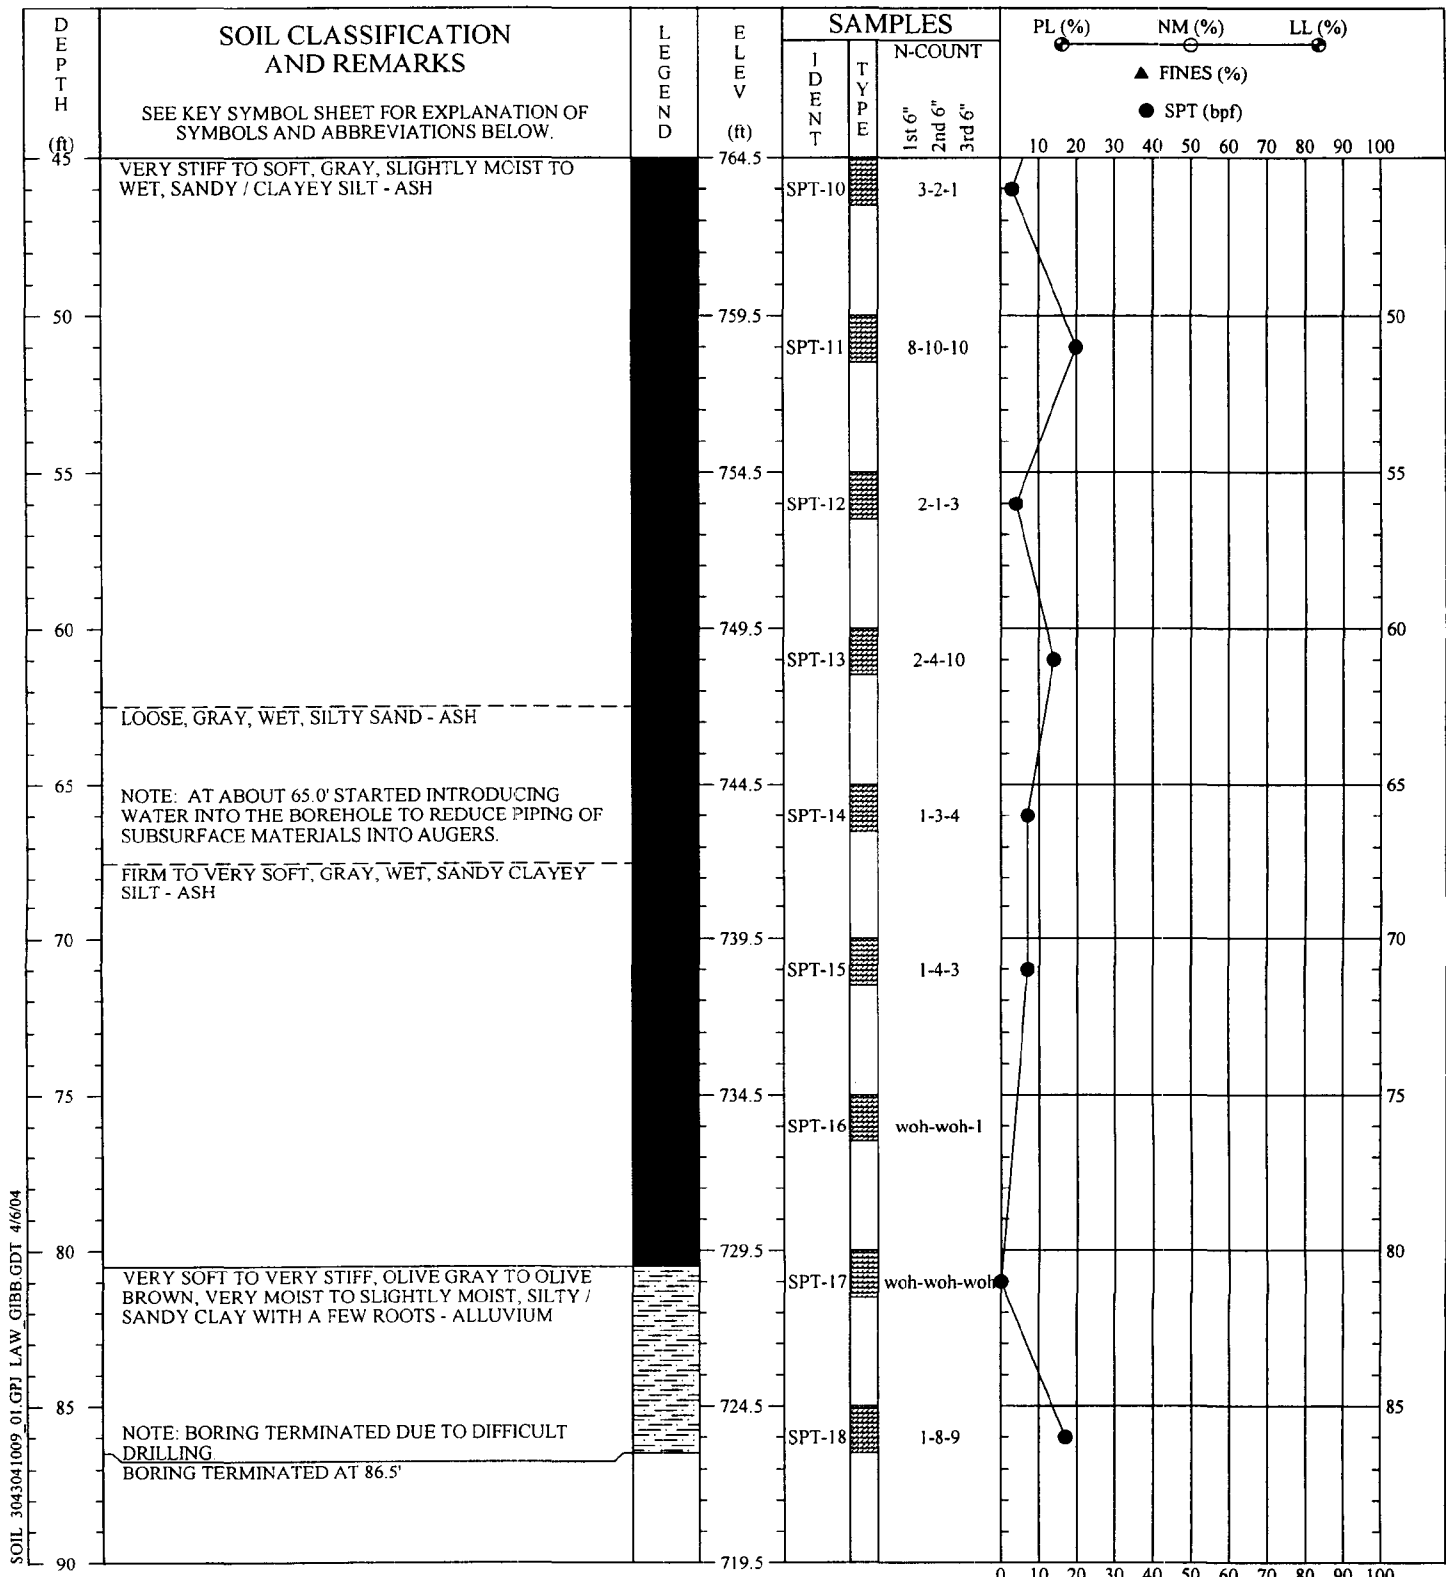 DEPTH (ft)
SOIL CLASSIFICATION
AND REMARKS
SEE KEY SYMBOL SHEET FOR EXPLANATION OF
SYMBOLS AND ABBREVIATIONS BELOW.
LEGEND
ELEV (ft)
SAMPLES
IDENT
TYPE
N-COUNT
1st 6"
2nd 6"
3rd 6"
PL (%) NM (%) LL (%)
▲ FINES (%)
● SPT (bpf)
10 20 30 40 50 60 70 80 90 100
45 764.5
VERY STIFF TO SOFT, GRAY, SLIGHTLY MOIST TO
WET, SANDY / CLAYEY SILT - ASH
SPT-10 3-2-1
50 759.5 50
SPT-11 8-10-10
55 754.5 55
SPT-12 2-1-3
60 749.5 60
SPT-13 2-4-10
LOOSE, GRAY, WET, SILTY SAND - ASH
65 744.5 65
NOTE: AT ABOUT 65.0' STARTED INTRODUCING
WATER INTO THE BOREHOLE TO REDUCE PIPING OF
SUBSURFACE MATERIALS INTO AUGERS.
SPT-14 1-3-4
FIRM TO VERY SOFT, GRAY, WET, SANDY CLAYEY
SILT - ASH
70 739.5 70
SPT-15 1-4-3
75 734.5 75
SPT-16 woh-woh-1
80 729.5 80
VERY SOFT TO VERY STIFF, OLIVE GRAY TO OLIVE
BROWN, VERY MOIST TO SLIGHTLY MOIST, SILTY /
SANDY CLAY WITH A FEW ROOTS - ALLUVIUM
SPT-17 woh-woh-woh
85 724.5 85
NOTE: BORING TERMINATED DUE TO DIFFICULT
DRILLING
SPT-18 1-8-9
BORING TERMINATED AT 86.5'
90 719.5
0 10 20 30 40 50 60 70 80 90 100
SOIL 3043041009_01.GPJ LAW_GIBB.GDT 4/6/04